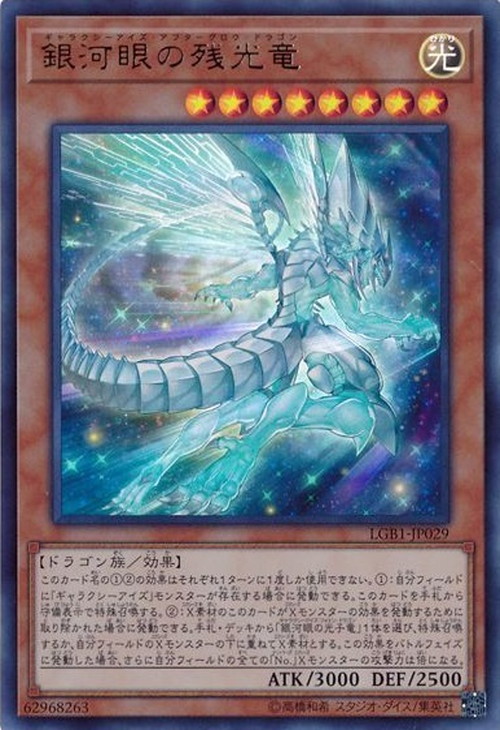 ギャラクシーアイズ・アフターグロウ・ドラゴン
銀河眼の残光竜
ひかり
光
LGB1-JP029
【ドラゴン族／効果】
このカード名の①②の効果はそれぞれ1ターンに1度しか使用できない。①：自分フィールド
に「ギャラクシーアイズ」モンスターが存在する場合に発動できる。このカードを手札から
守備表示で特殊召喚する。②：X素材のこのカードがXモンスターの効果を発動するために
取り除かれた場合に発動できる。手札・デッキから「銀河眼の光子竜」1体を選び、特殊召喚
するか、自分フィールドのXモンスターの下に重ねてX素材とする。この効果をバトルフェイズ
に発動した場合、さらに自分フィールドの全ての「No.」Xモンスターの攻撃力は倍になる。
ATK/3000 DEF/2500
62968263
©高橋和希 スタジオ・ダイス/集英社